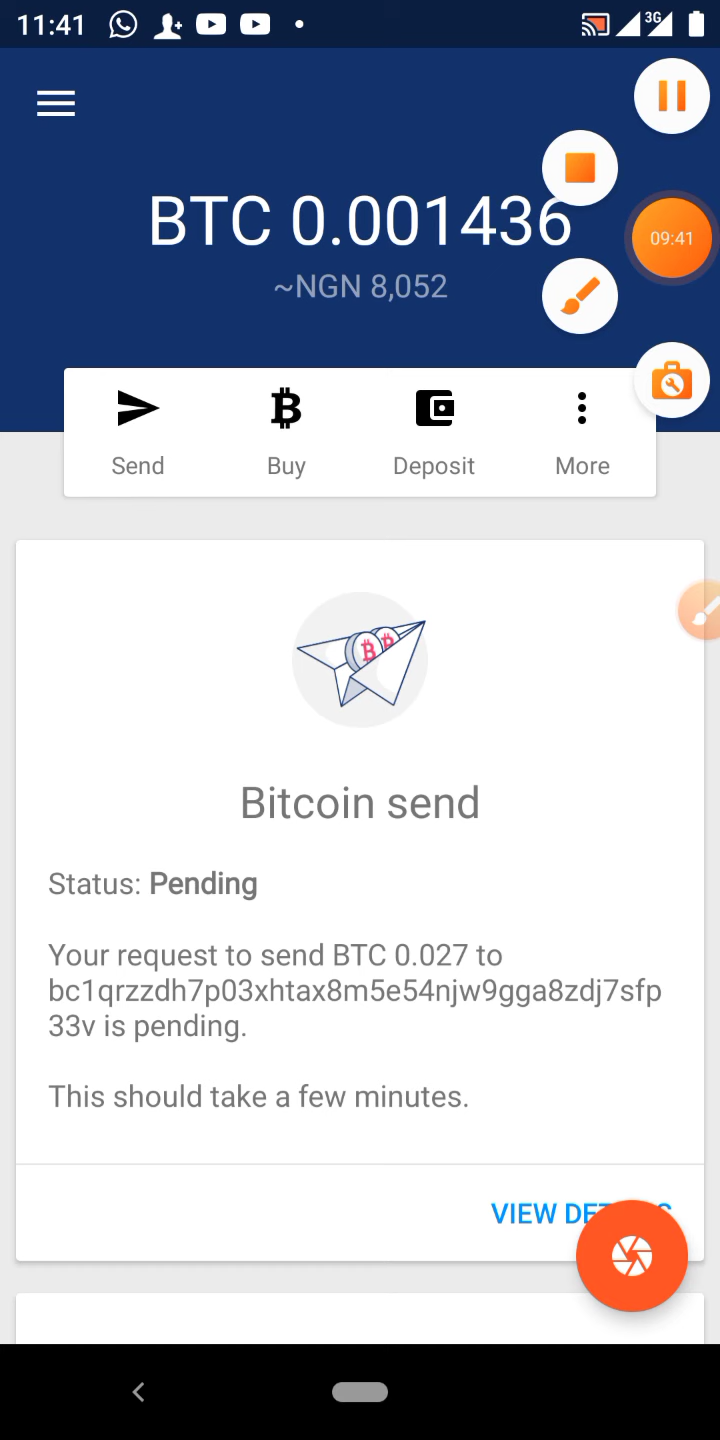 11:41
3G
BTC 0.001436
09:41
~NGN 8,052
Send
Buy
Deposit
More
Bitcoin send
Status: Pending
Your request to send BTC 0.027 to
bc1qrzzdh7p03xhtax8m5e54njw9gga8zdj7sfp
33v is pending.
This should take a few minutes.
VIEW